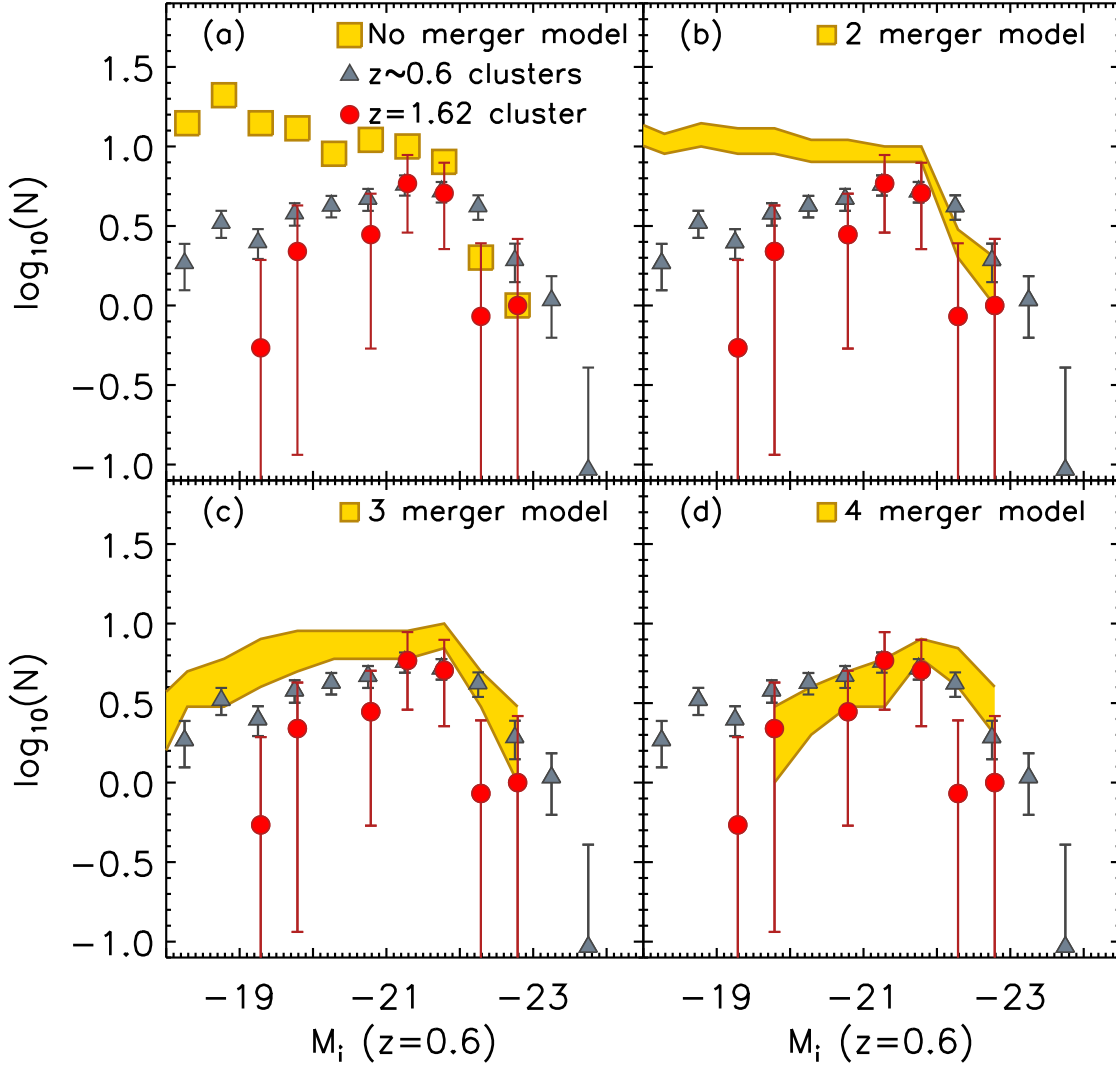 (a) No merger model
z~0.6 clusters
z=1.62 cluster
(b) 2 merger model
1.5
1.0
0.5
0.0
−0.5
−1.0
log10(N)
(c) 3 merger model
(d) 4 merger model
1.5
1.0
0.5
0.0
−0.5
−1.0
log10(N)
−19 −21 −23 −19 −21 −23
Mi (z=0.6) Mi (z=0.6)